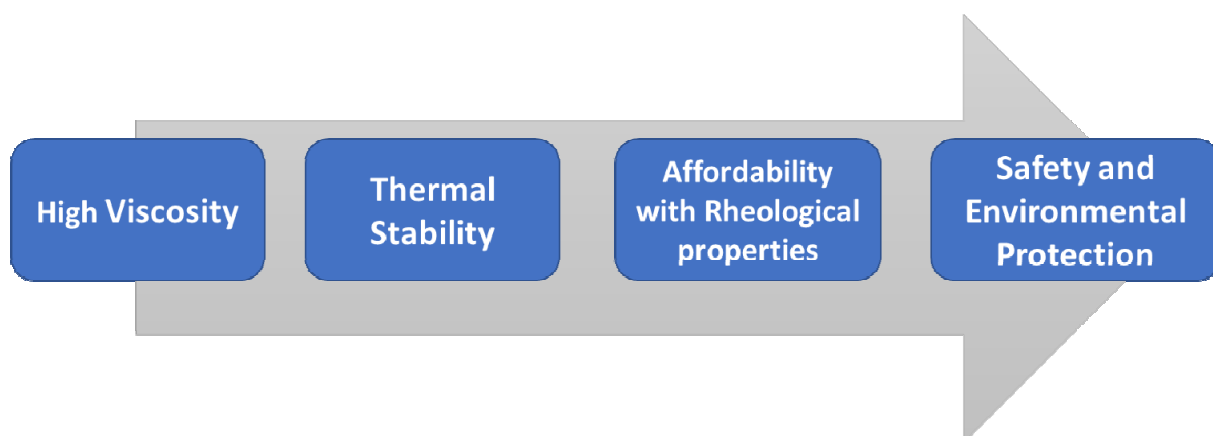 High Viscosity
Thermal
Stability
Affordability
with Rheological
properties
Safety and
Environmental
Protection